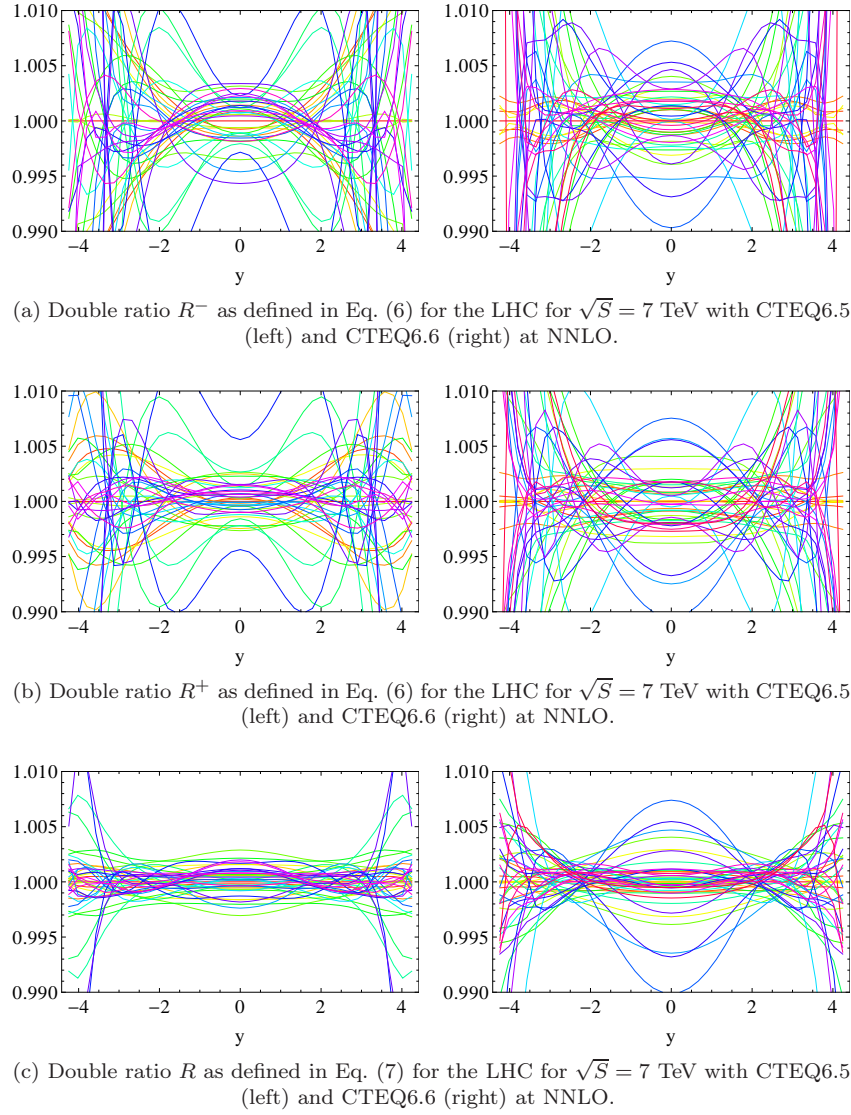 1.010 1.010
1.005 1.005
1.000 1.000
0.995 0.995
0.990 0.990
−4 −2 0 2 4 −4 −2 0 2 4
y y
(a) Double ratio R− as defined in Eq. (6) for the LHC for √S = 7 TeV with CTEQ6.5
(left) and CTEQ6.6 (right) at NNLO.
1.010 1.010
1.005 1.005
1.000 1.000
0.995 0.995
0.990 0.990
−4 −2 0 2 4 −4 −2 0 2 4
y y
(b) Double ratio R+ as defined in Eq. (6) for the LHC for √S = 7 TeV with CTEQ6.5
(left) and CTEQ6.6 (right) at NNLO.
1.010 1.010
1.005 1.005
1.000 1.000
0.995 0.995
0.990 0.990
−4 −2 0 2 4 −4 −2 0 2 4
y y
(c) Double ratio R as defined in Eq. (7) for the LHC for √S = 7 TeV with CTEQ6.5
(left) and CTEQ6.6 (right) at NNLO.